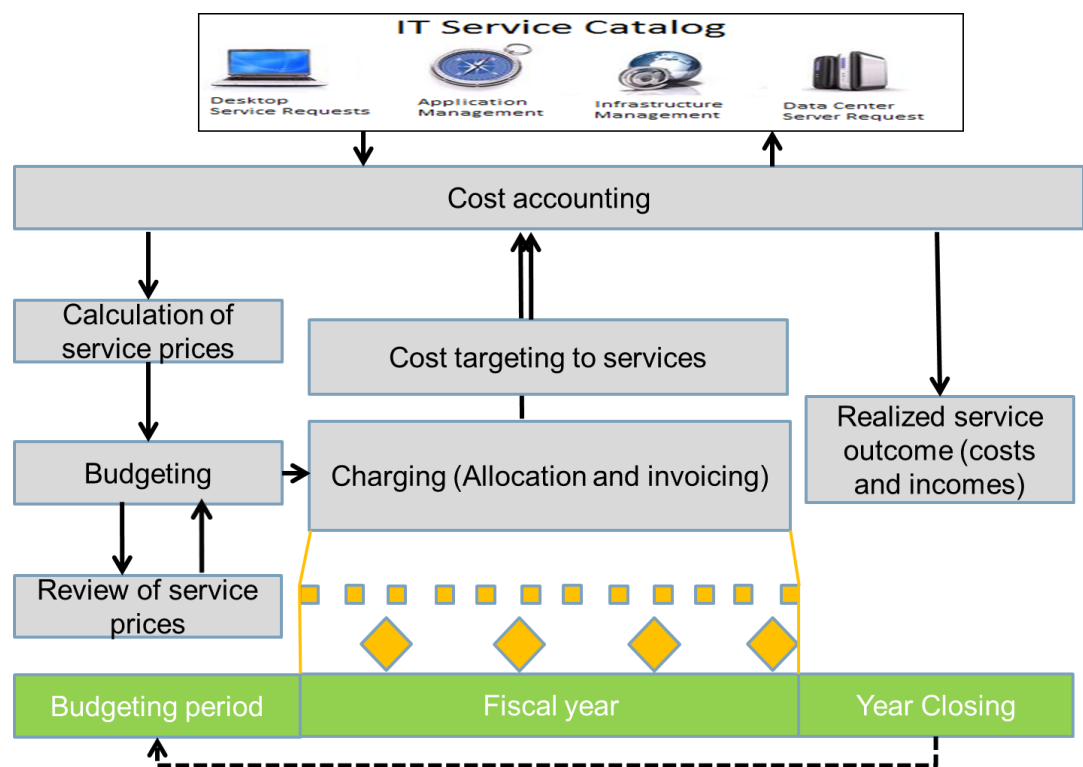 IT Service Catalog
Desktop
Service Requests
Application
Management
Infrastructure
Management
Data Center
Server Request
Cost accounting
Calculation of
service prices
Cost targeting to services
Realized service
outcome (costs
and incomes)
Budgeting
Charging (Allocation and invoicing)
Review of service
prices
Budgeting period
Fiscal year
Year Closing